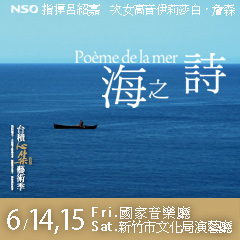 NSO 指揮呂紹嘉 次女高音伊莉莎白·詹森
Poème de la mer
海之詩
台積心築藝術季
6/14,15
Fri.國家音樂廳
Sat.新竹市文化局演藝廳